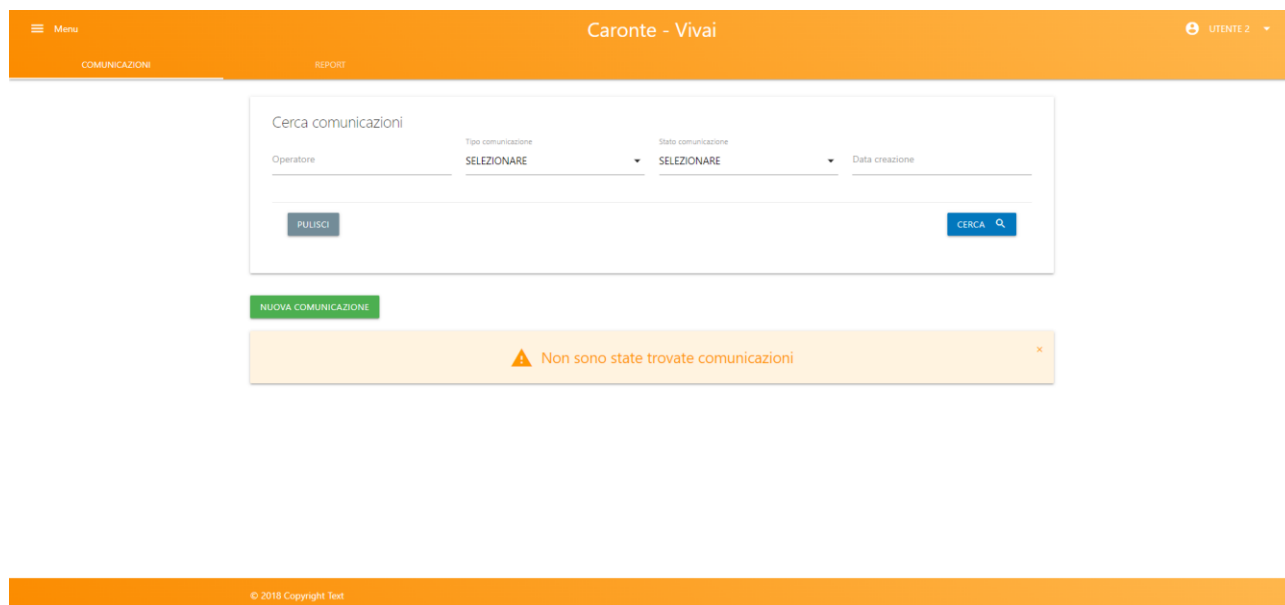 Menu
Caronte - Vivai
UTENTE 2
COMUNICAZIONI
REPORT
Cerca comunicazioni
Operatore
Tipo comunicazione
SELEZIONARE
Stato comunicazione
SELEZIONARE
Data creazione
PULISCI
CERCA
NUOVA COMUNICAZIONE
Non sono state trovate comunicazioni
×
© 2018 Copyright Text